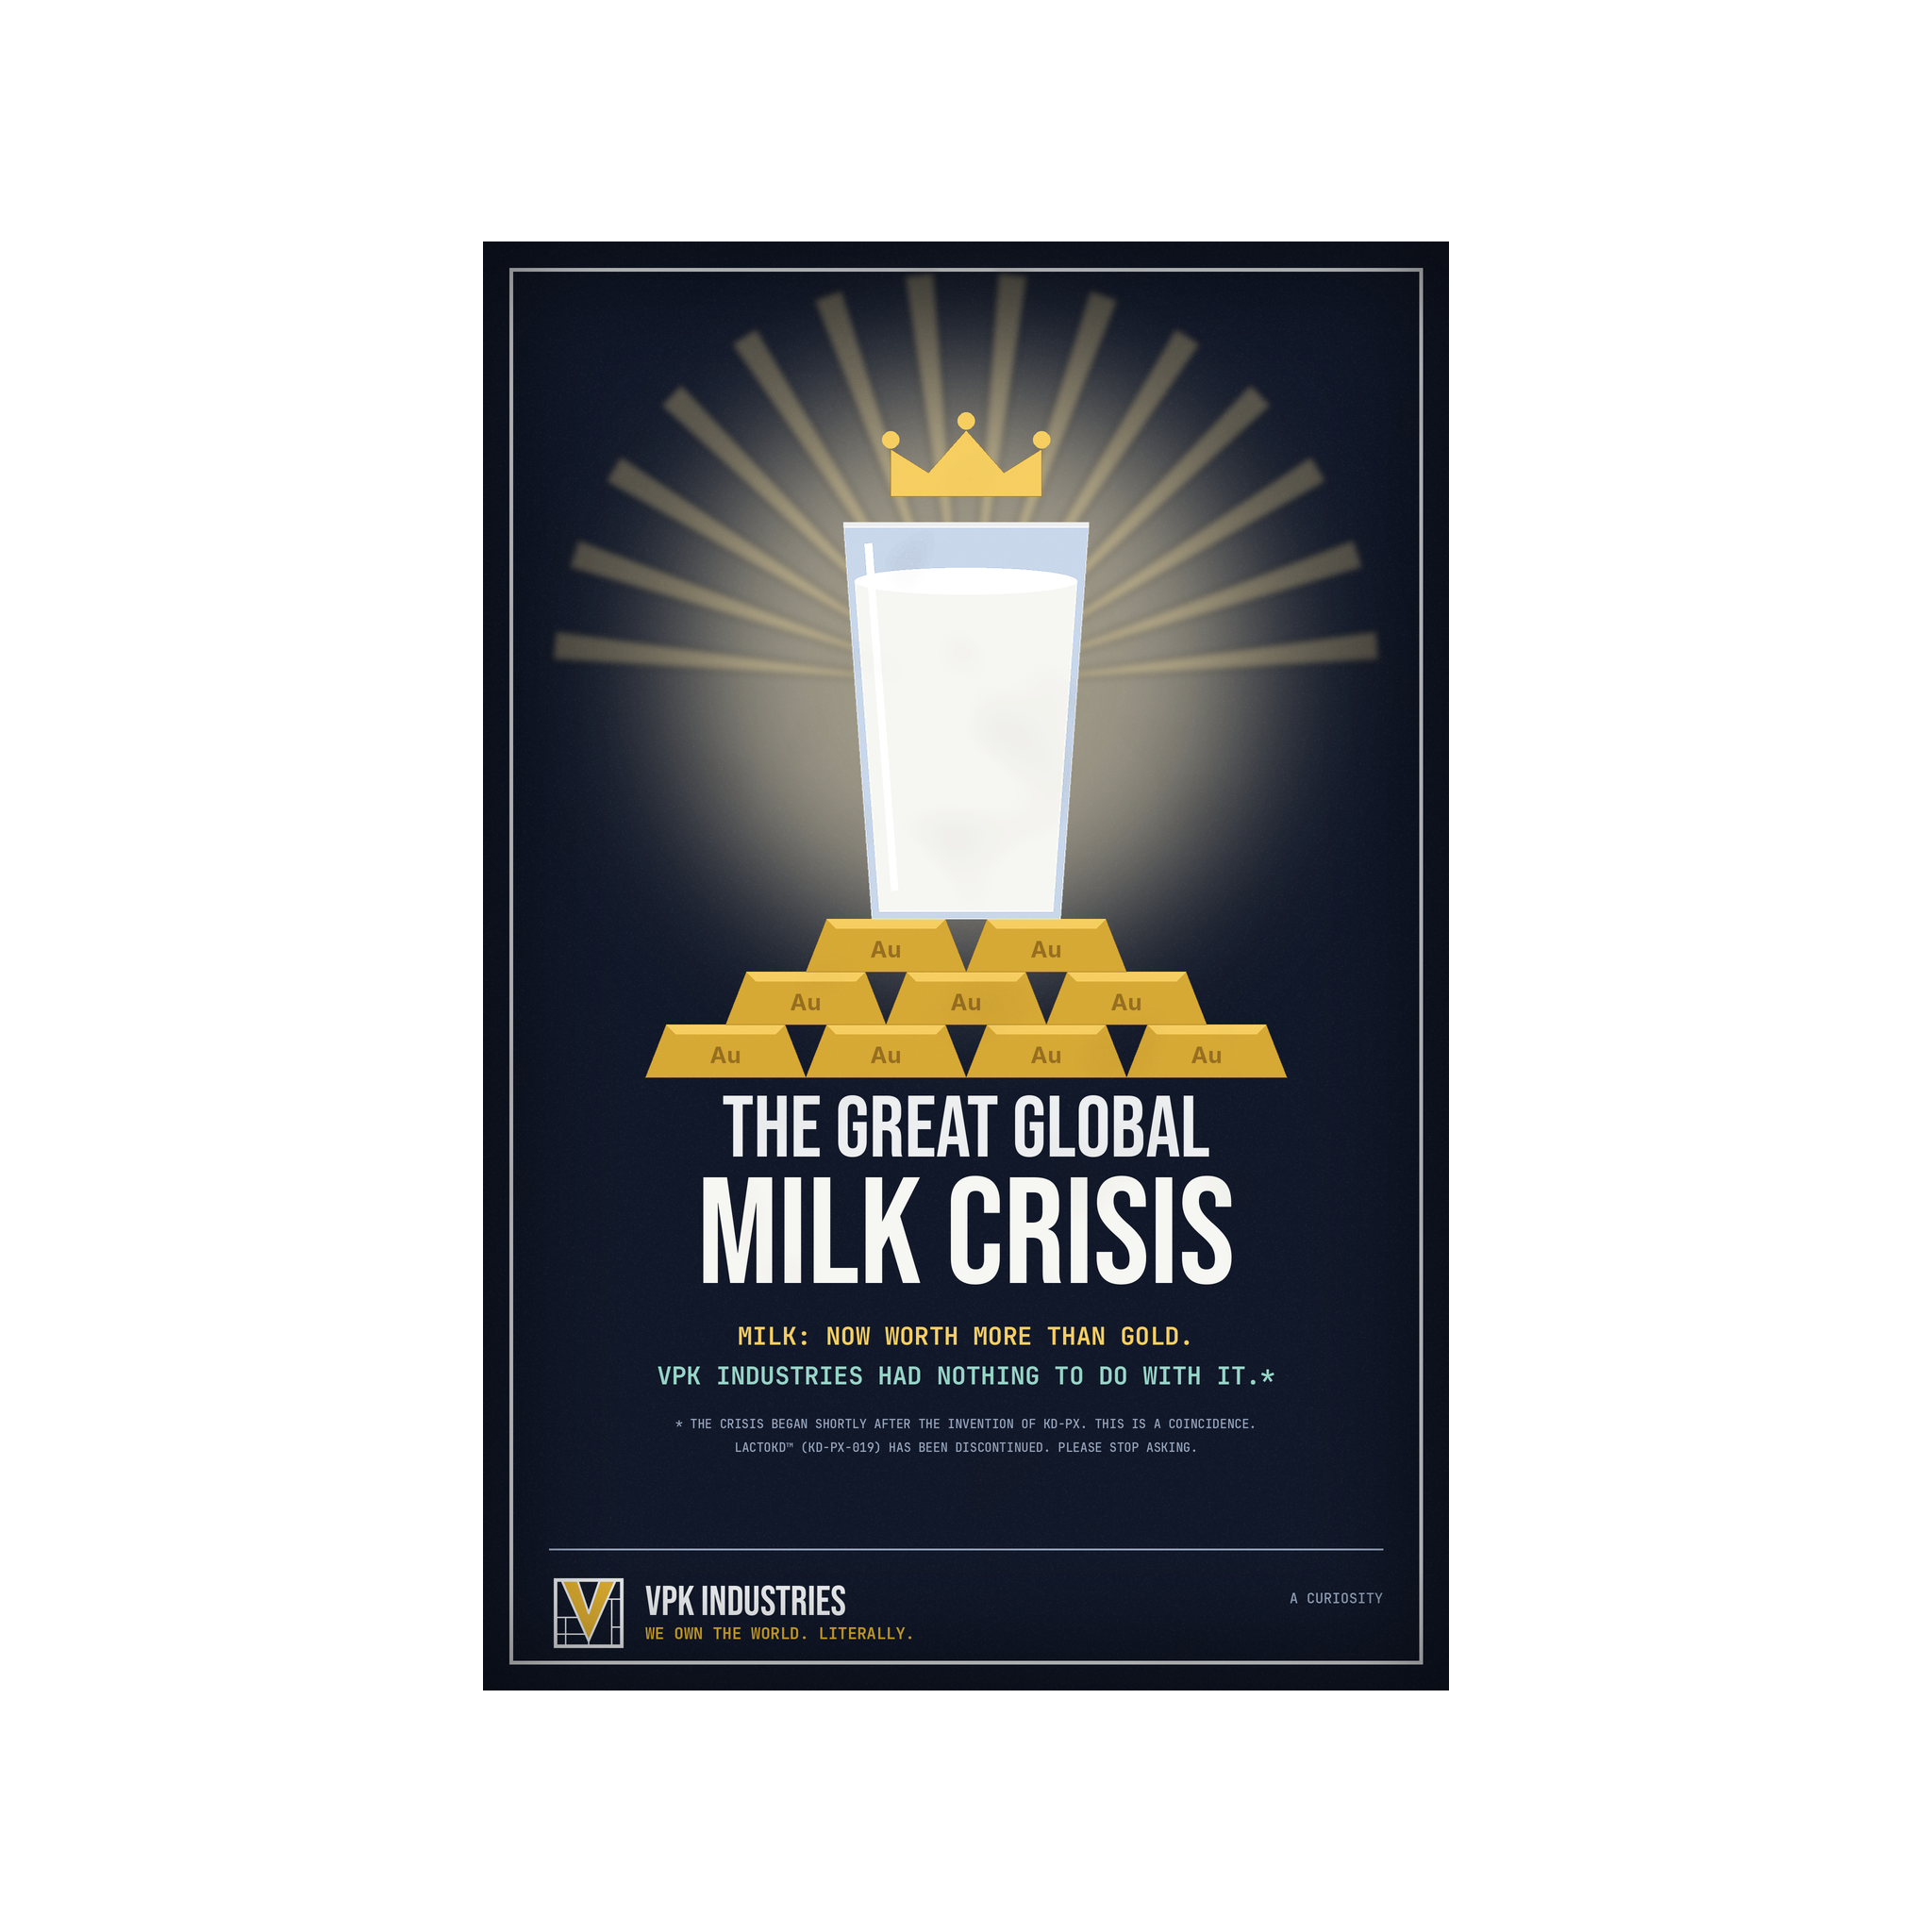 Au Au
Au Au Au
Au Au Au Au
THE GREAT GLOBAL
MILK CRISIS
MILK: NOW WORTH MORE THAN GOLD.
VPK INDUSTRIES HAD NOTHING TO DO WITH IT.*
* THE CRISIS BEGAN SHORTLY AFTER THE INVENTION OF KD-PX. THIS IS A COINCIDENCE.
LACTOKD™ (KD-PX-019) HAS BEEN DISCONTINUED. PLEASE STOP ASKING.
V
VPK INDUSTRIES
WE OWN THE WORLD. LITERALLY.
A CURIOSITY